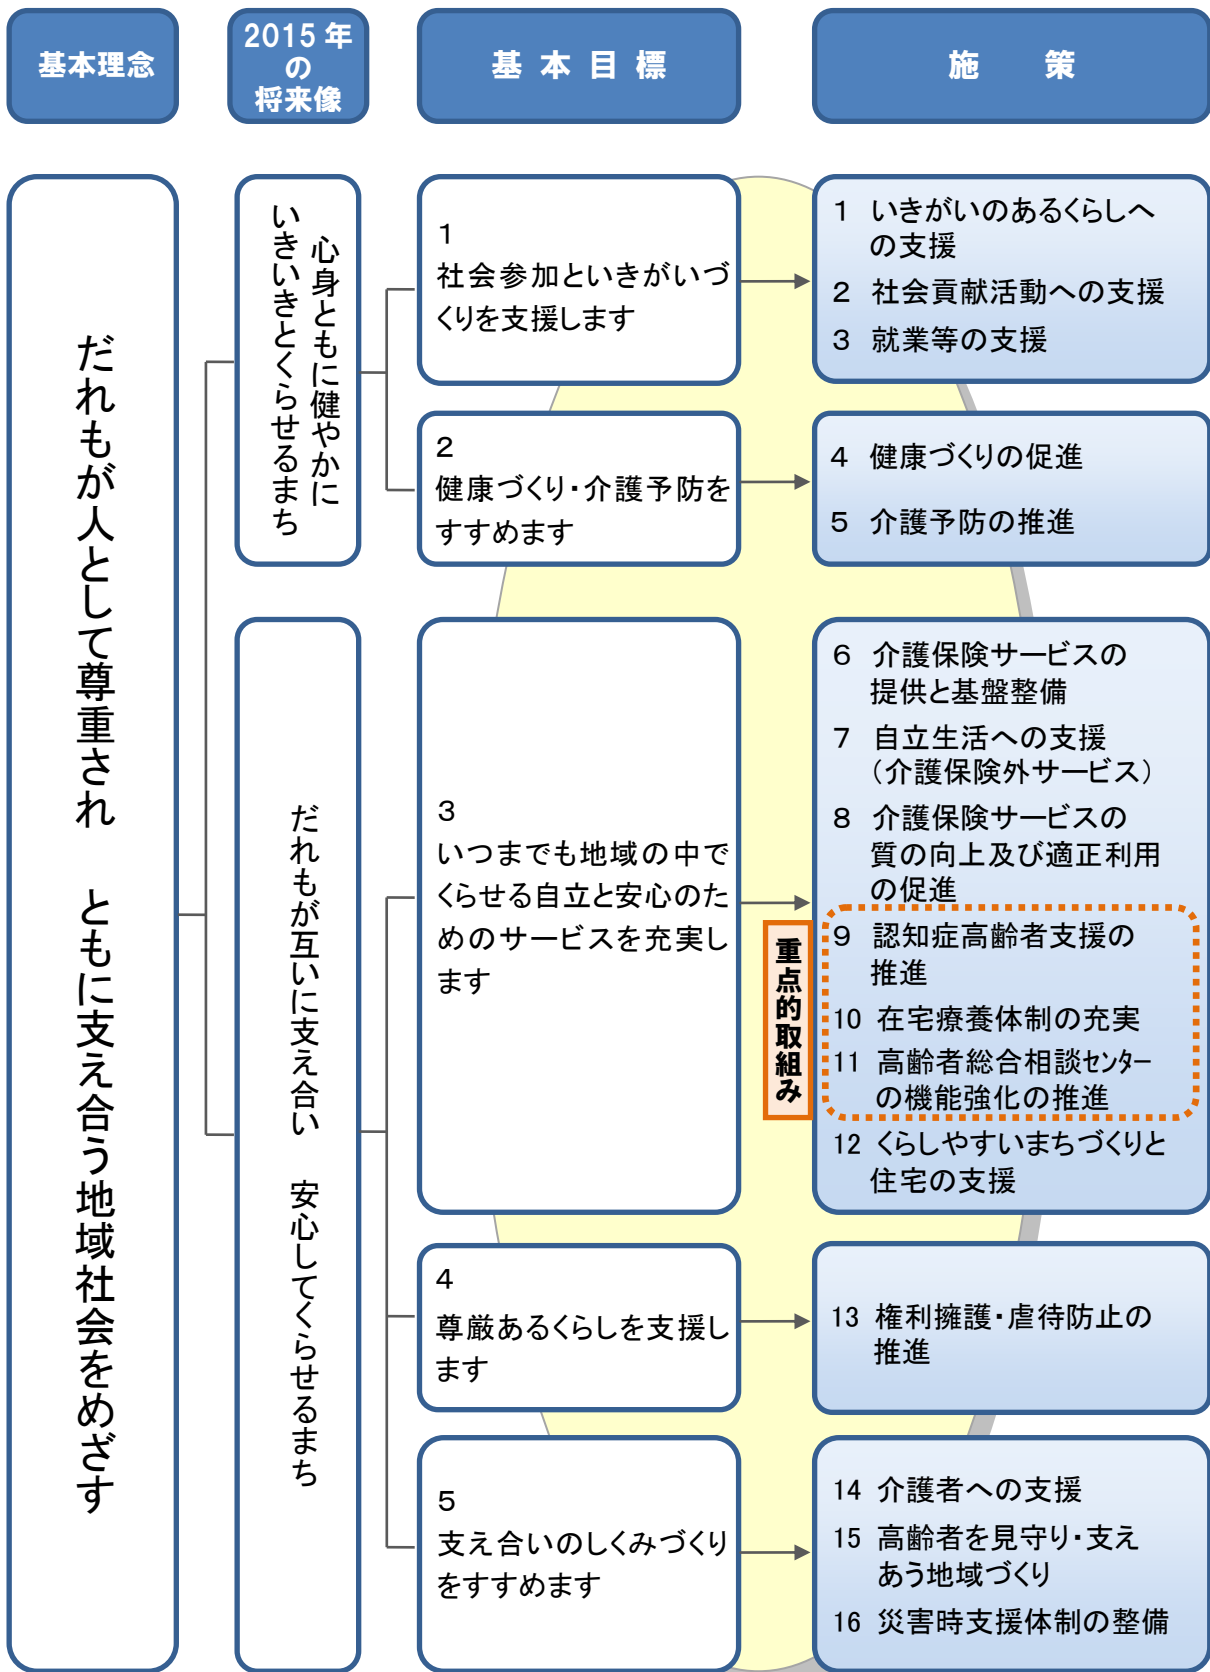 基本理念
2015年
の
将来像
基本目標
施　策
だれもが人として尊重され　ともに支え合う地域社会をめざす
心身ともに健やかに
いきいきとくらせるまち
1
社会参加といきがいづ
くりを支援します
1 いきがいのあるくらしへ
の支援
2 社会貢献活動への支援
3 就業等の支援
2
健康づくり・介護予防を
すすめます
4 健康づくりの促進
5 介護予防の推進
だれもが互いに支え合い　安心してくらせるまち
3
いつまでも地域の中で
くらせる自立と安心のた
めのサービスを充実し
ます
6 介護保険サービスの
提供と基盤整備
7 自立生活への支援
（介護保険外サービス）
8 介護保険サービスの
質の向上及び適正利用
の促進
重点的取組み
9 認知症高齢者支援の
推進
10 在宅療養体制の充実
11 高齢者総合相談センター
の機能強化の推進
12 くらしやすいまちづくりと
住宅の支援
4
尊厳あるくらしを支援し
ます
13 権利擁護・虐待防止の
推進
5
支え合いのしくみづくり
をすすめます
14 介護者への支援
15 高齢者を見守り・支え
あう地域づくり
16 災害時支援体制の整備